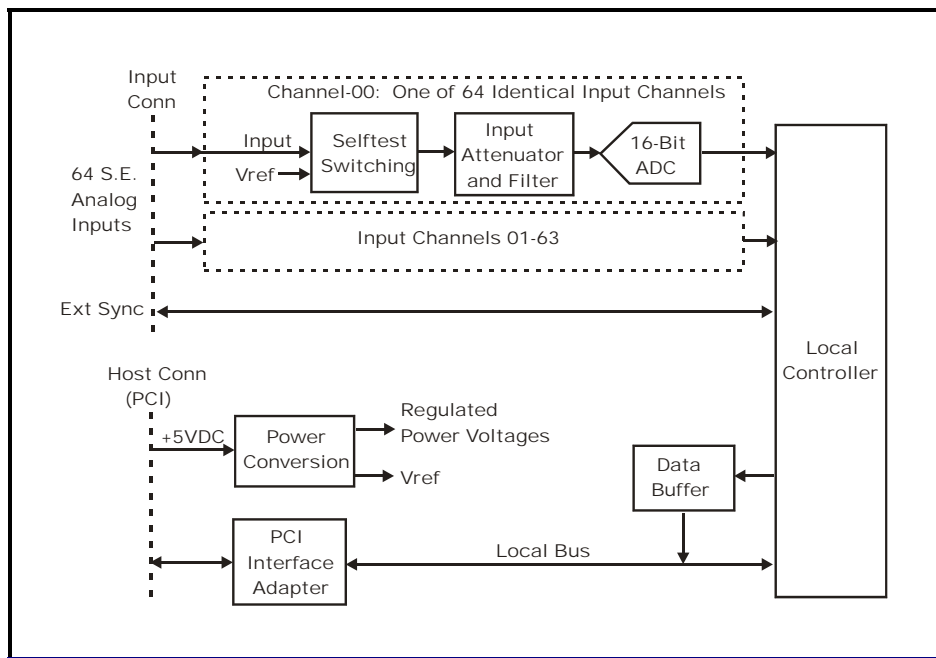 Input
Conn
Channel-00:  One of 64 Identical Input Channels
Input
Vref
Selftest
Switching
Input
Attenuator
and Filter
16-Bit
ADC
64 S.E.
Analog
Inputs
Input Channels 01-63
Ext Sync
Local
Controller
Host Conn
(PCI)
+5VDC
Power
Conversion
Regulated
Power Voltages
Vref
Data
Buffer
PCI
Interface
Adapter
Local Bus